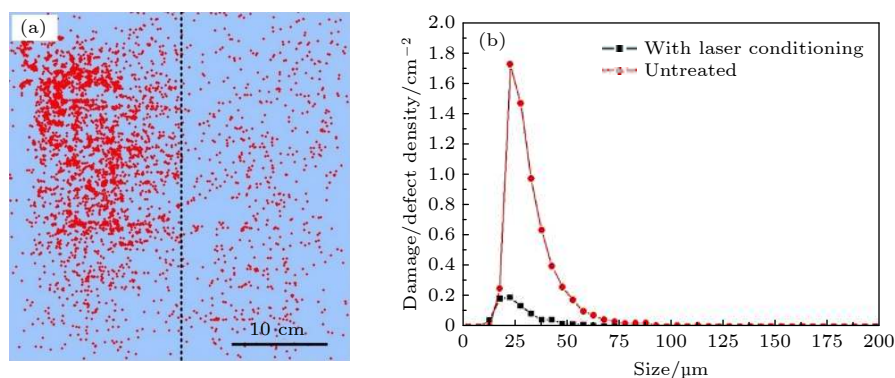 (a)
10 cm
(b)
With laser conditioning
Untreated
Damage/defect density/cm−2
2.0
1.8
1.6
1.4
1.2
1.0
0.8
0.6
0.4
0.2
0
0 25 50 75 100 125 150 175 200
Size/μm